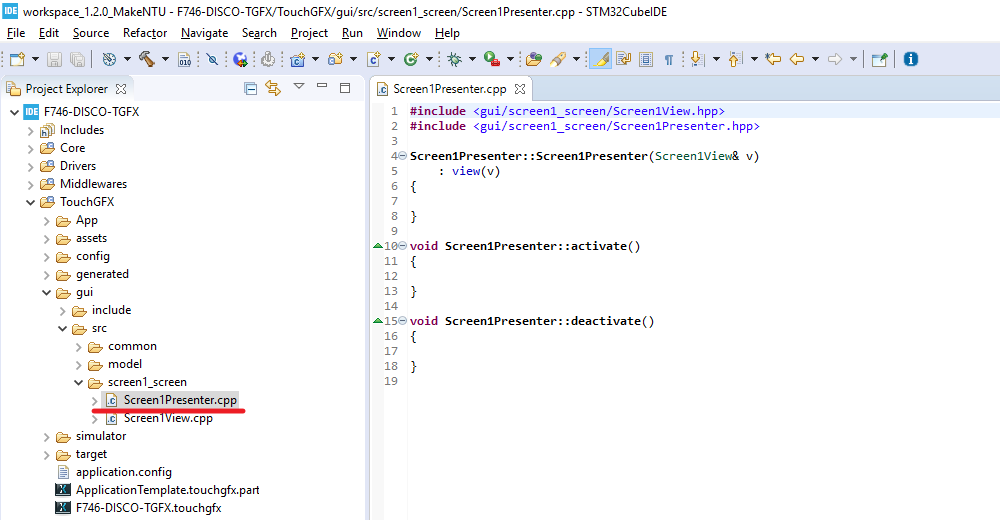 IDE workspace_1.2.0_MakeNTU - F746-DISCO-TGFX/TouchGFX/gui/src/screen1_screen/Screen1Presenter.cpp - STM32CubeIDE
File Edit Source Refactor Navigate Search Project Run Window Help
Project Explorer
IDE F746-DISCO-TGFX
Includes
Core
Drivers
Middlewares
TouchGFX
App
assets
config
generated
gui
include
src
common
model
screen1_screen
Screen1Presenter.cpp
Screen1View.cpp
simulator
target
application.config
ApplicationTemplate.touchgfx.part
F746-DISCO-TGFX.touchgfx
Screen1Presenter.cpp
1 #include <gui/screen1_screen/Screen1View.hpp>
2 #include <gui/screen1_screen/Screen1Presenter.hpp>
3
4 Screen1Presenter::Screen1Presenter(Screen1View& v)
5 : view(v)
6 {
7
8 }
9
10 void Screen1Presenter::activate()
11 {
12
13 }
14
15 void Screen1Presenter::deactivate()
16 {
17
18 }
19